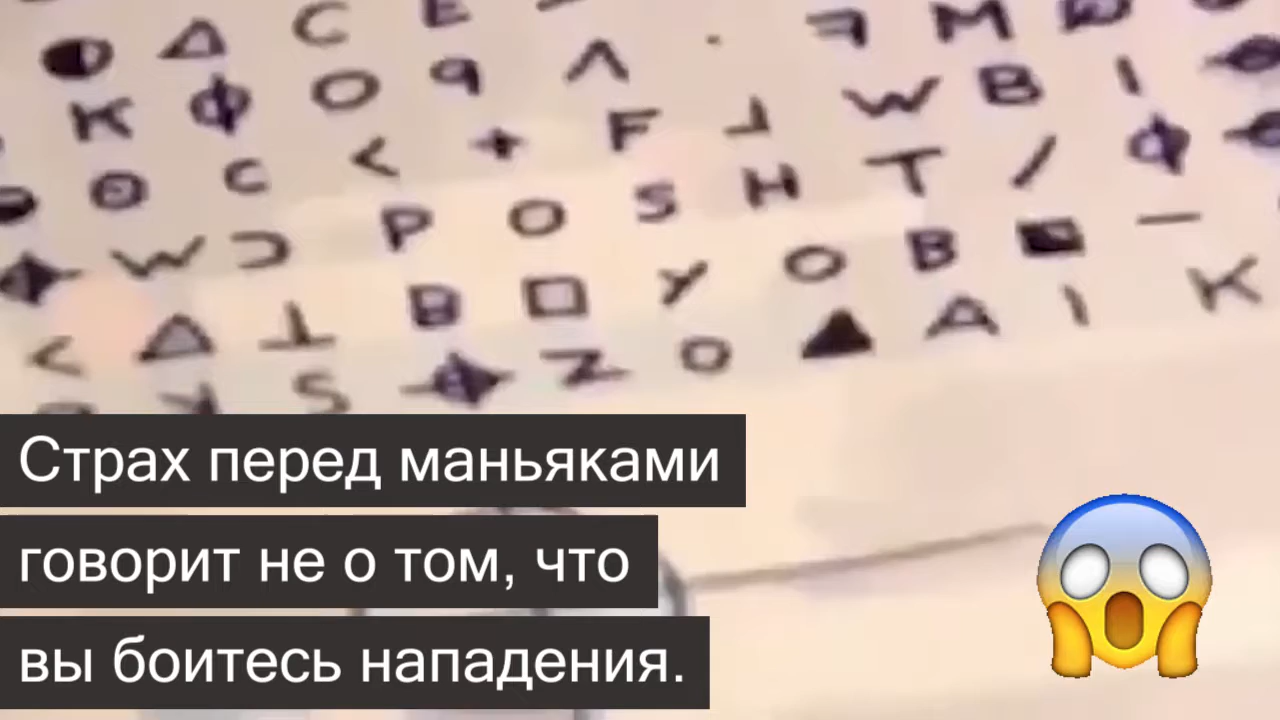 C E
K Φ O ꟼ Λ · ꟻ M
⊙ C < + F ⊥ W B I
W Ɔ P O S H T / Φ
< △ ⊥ B □ Y O B —
S Z O ▲ A I K
Страх перед маньяками
говорит не о том, что
вы боитесь нападения.